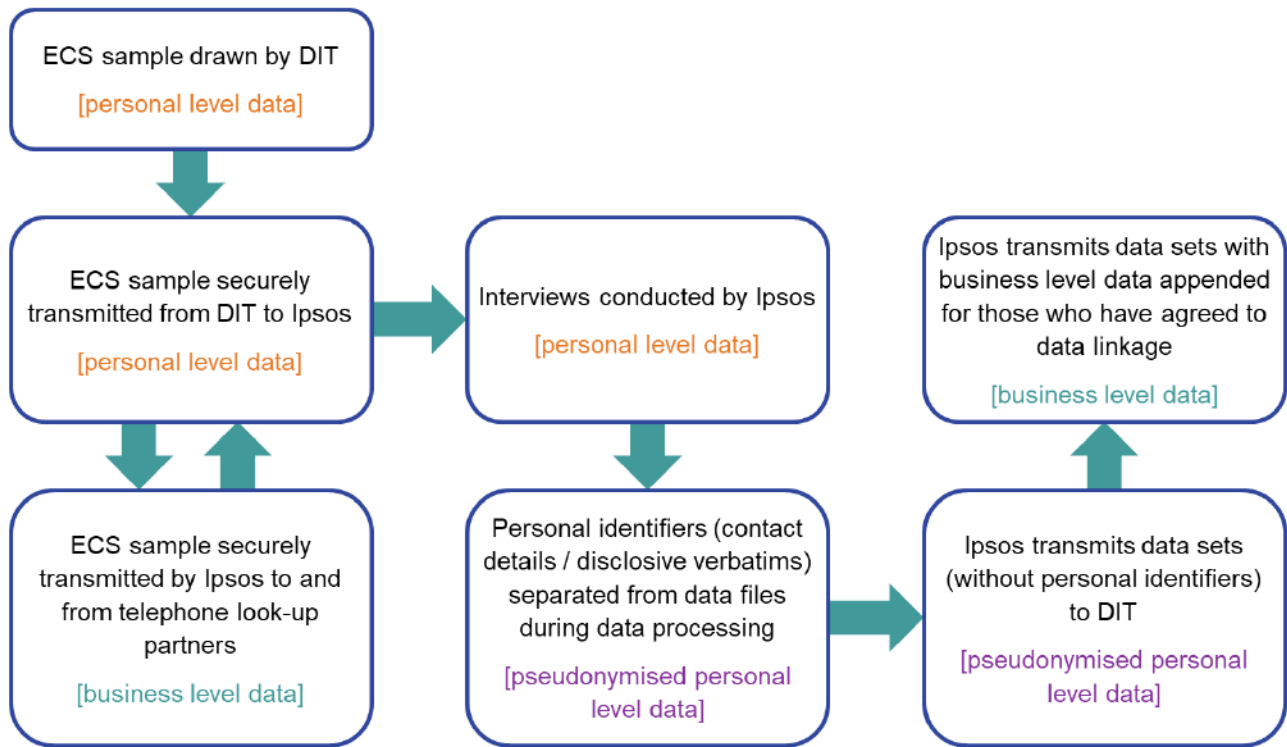 ECS sample drawn by DIT
[personal level data]
ECS sample securely
transmitted from DIT to Ipsos
[personal level data]
ECS sample securely
transmitted by Ipsos to and
from telephone look-up
partners
[business level data]
Interviews conducted by Ipsos
[personal level data]
Personal identifiers (contact
details / disclosive verbatims)
separated from data files
during data processing
[pseudonymised personal
level data]
Ipsos transmits data sets
(without personal identifiers)
to DIT
[pseudonymised personal
level data]
Ipsos transmits data sets with
business level data appended
for those who have agreed to
data linkage
[business level data]